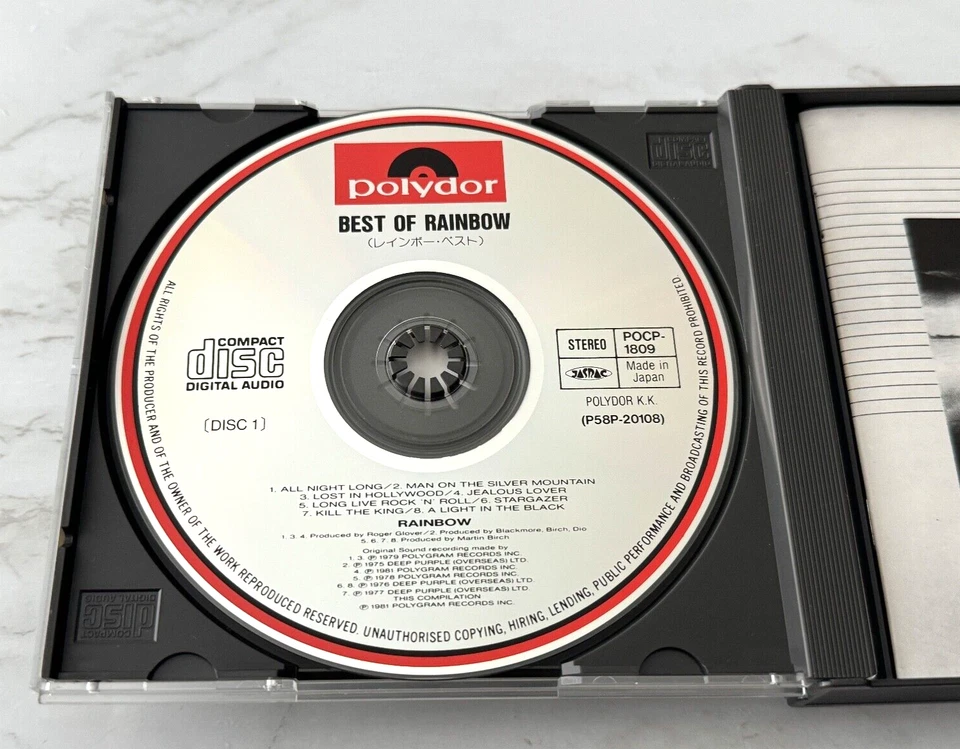 polydor
BEST OF RAINBOW
(レインボー・ベスト)
COMPACT
disc
DIGITAL AUDIO
[DISC 1]
STEREO
POCP-
1809
JASRAC
Made in
Japan
POLYDOR K.K.
(P58P-20108)
1. ALL NIGHT LONG/2. MAN ON THE SILVER MOUNTAIN
3. LOST IN HOLLYWOOD/4. JEALOUS LOVER
5. LONG LIVE ROCK 'N' ROLL/6. STARGAZER
7. KILL THE KING/8. A LIGHT IN THE BLACK
RAINBOW
1. 3. 4. Produced by Roger Glover/2. Produced by Blackmore, Birch, Dio
5. 6. 7. 8. Produced by Martin Birch
Original Sound recording made by
1. 3. ℗ 1979 POLYGRAM RECORDS INC.
2. ℗ 1975 DEEP PURPLE (OVERSEAS) LTD.
4. ℗ 1981 POLYGRAM RECORDS INC.
5. ℗ 1978 POLYGRAM RECORDS INC.
6. 8. ℗ 1976 DEEP PURPLE (OVERSEAS) LTD.
7. ℗ 1977 DEEP PURPLE (OVERSEAS) LTD.
THIS COMPILATION
℗ 1981 POLYGRAM RECORDS INC.
ALL RIGHTS OF THE PRODUCER AND OF THE OWNER OF THE WORK REPRODUCED RESERVED. UNAUTHORISED COPYING, HIRING, LENDING, PUBLIC PERFORMANCE AND BROADCASTING OF THIS RECORD PROHIBITED.
COMPACT
disc
DIGITAL AUDIO
COMPACT
disc
DIGITAL AUDIO